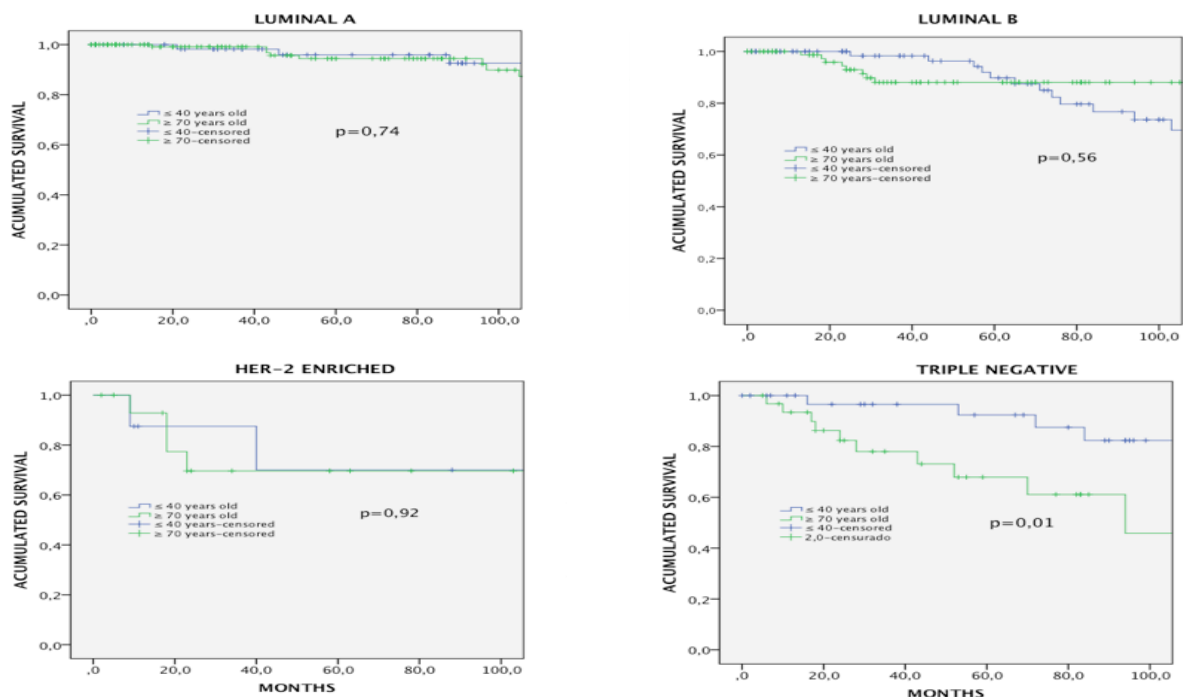 LUMINAL A
ACUMULATED SURVIVAL
1,0
0,8
0,6
0,4
0,2
0,0
≤ 40 years old
≥ 70 years old
≤ 40-censored
≥ 70-censored
p=0,74
,0 20,0 40,0 60,0 80,0 100,0
LUMINAL B
ACUMULATED SURVIVAL
1,0
0,8
0,6
0,4
0,2
0,0
≤ 40 years old
≥ 70 years old
≤ 40 years-censored
≥ 70 years-censored
p=0,56
,0 20,0 40,0 60,0 80,0 100,0
HER-2 ENRICHED
ACUMULATED SURVIVAL
1,0
0,8
0,6
0,4
0,2
0,0
≤ 40 years old
≥ 70 years old
≤ 40 years-censored
≥ 70 years-censored
p=0,92
,0 20,0 40,0 60,0 80,0 100,0
MONTHS
TRIPLE NEGATIVE
ACUMULATED SURVIVAL
1,0
0,8
0,6
0,4
0,2
0,0
≤ 40 years old
≥ 70 years old
≤ 40-censored
2,0-censurado
p=0,01
,0 20,0 40,0 60,0 80,0 100,0
MONTHS